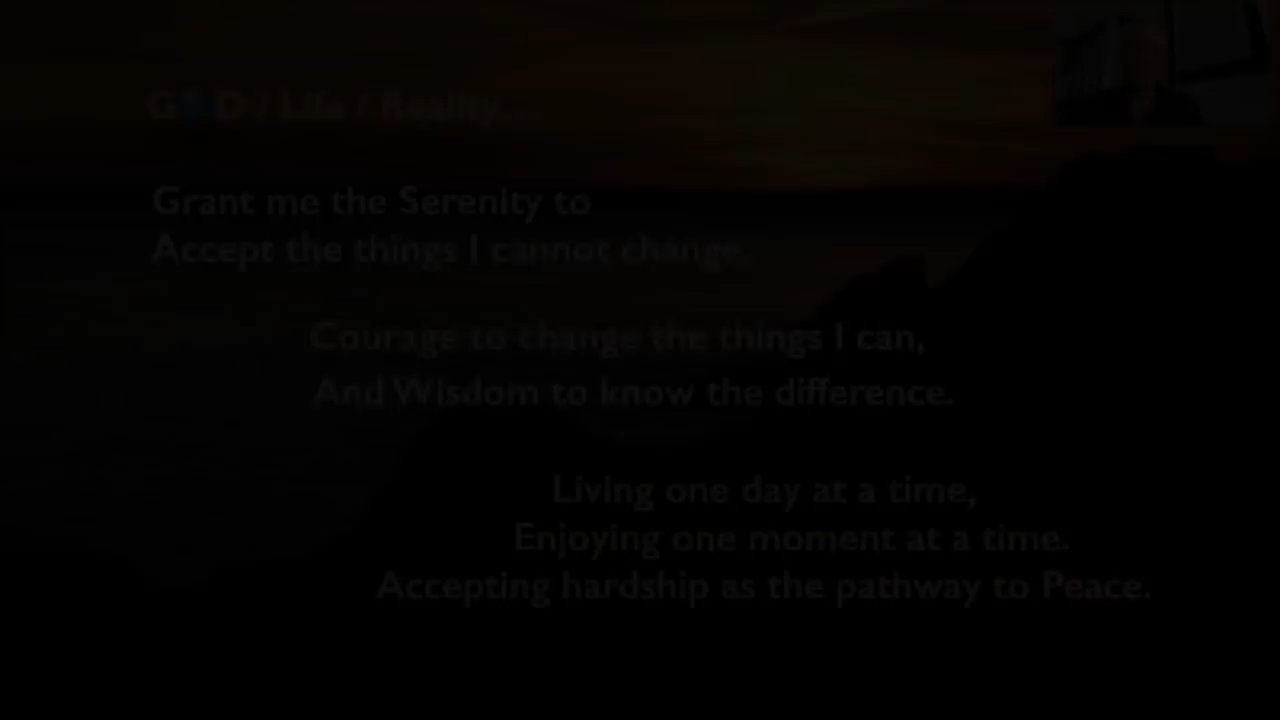 G D / Life / Reality...
Grant me the Serenity to
Accept the things I cannot change,
Courage to change the things I can,
And Wisdom to know the difference.
Living one day at a time,
Enjoying one moment at a time.
Accepting hardship as the pathway to Peace.